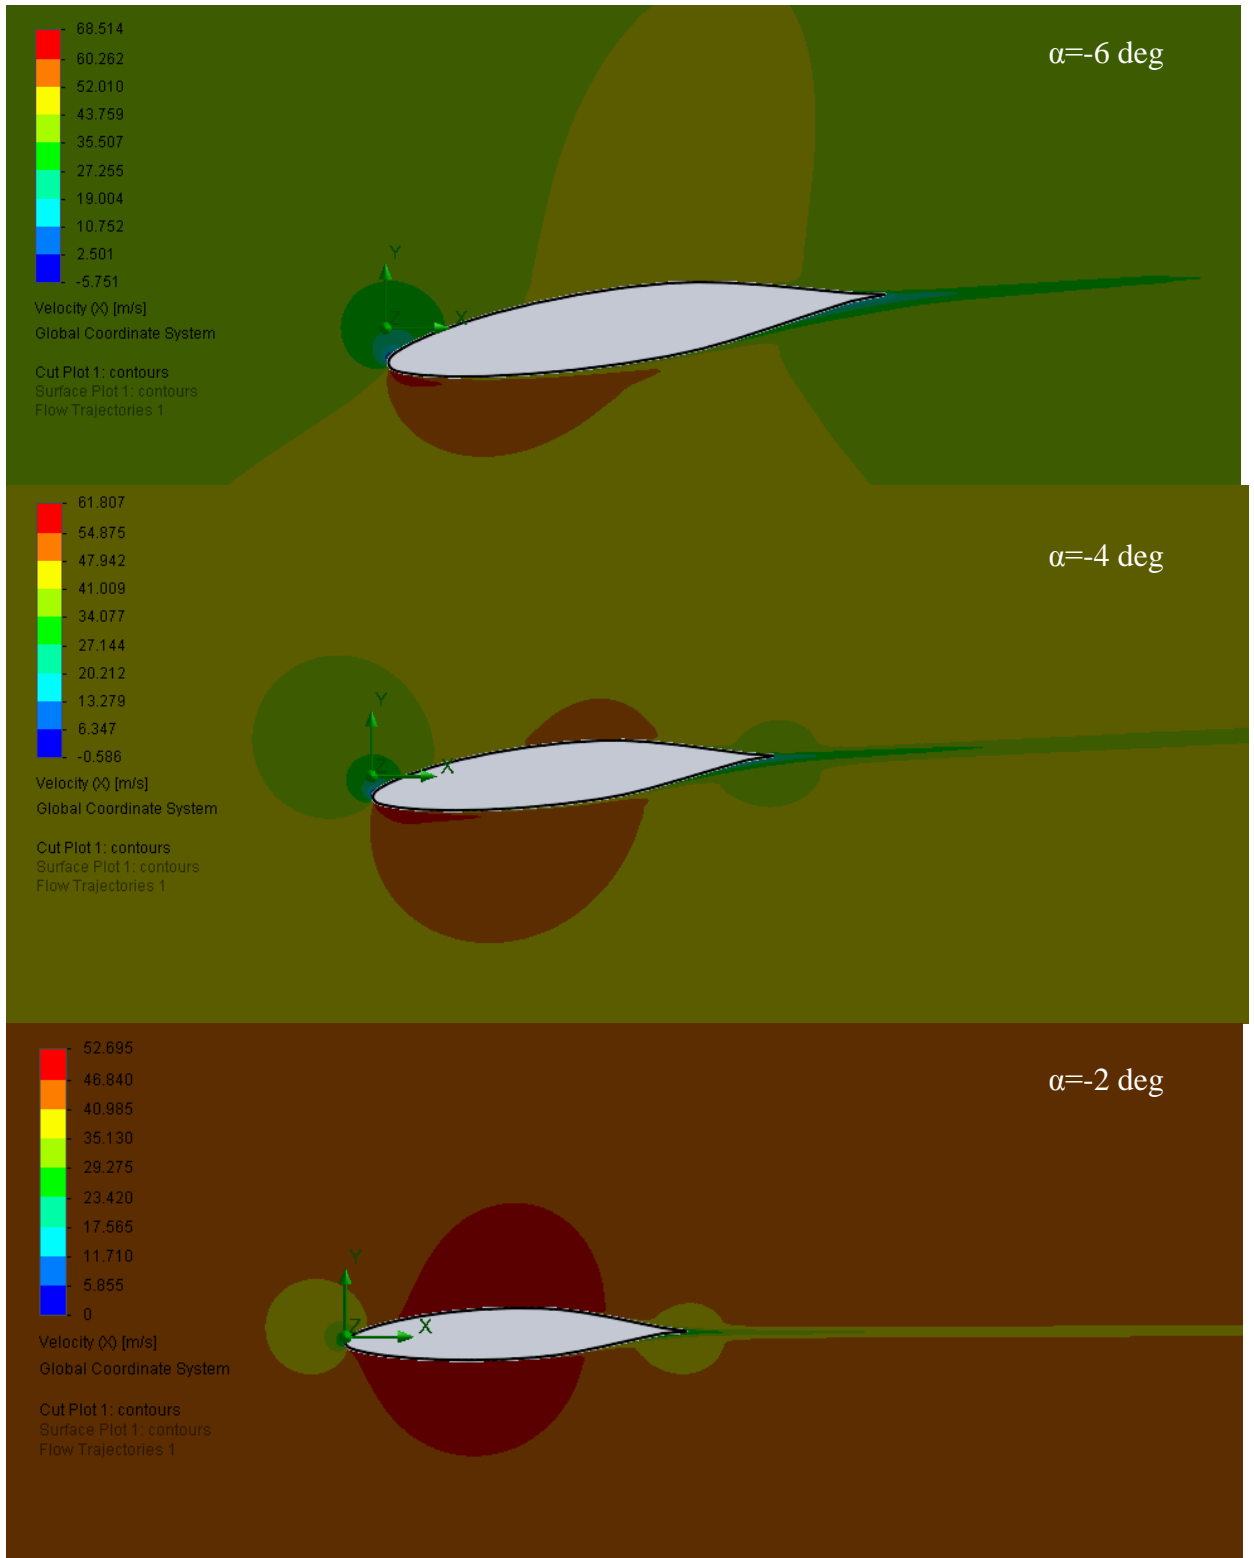 68.514
α=-6 deg
60.262
52.010
43.759
35.507
27.255
19.004
10.752
2.501
-5.751
Velocity (X) [m/s]
Global Coordinate System
Cut Plot 1: contours
Surface Plot 1: contours
Flow Trajectories 1
Y
Z
X
61.807
54.875
α=-4 deg
47.942
41.009
34.077
27.144
20.212
13.279
6.347
-0.586
Velocity (X) [m/s]
Global Coordinate System
Cut Plot 1: contours
Surface Plot 1: contours
Flow Trajectories 1
Y
Z
X
52.695
α=-2 deg
46.840
40.985
35.130
29.275
23.420
17.565
11.710
5.855
0
Velocity (X) [m/s]
Global Coordinate System
Cut Plot 1: contours
Surface Plot 1: contours
Flow Trajectories 1
Y
Z
X